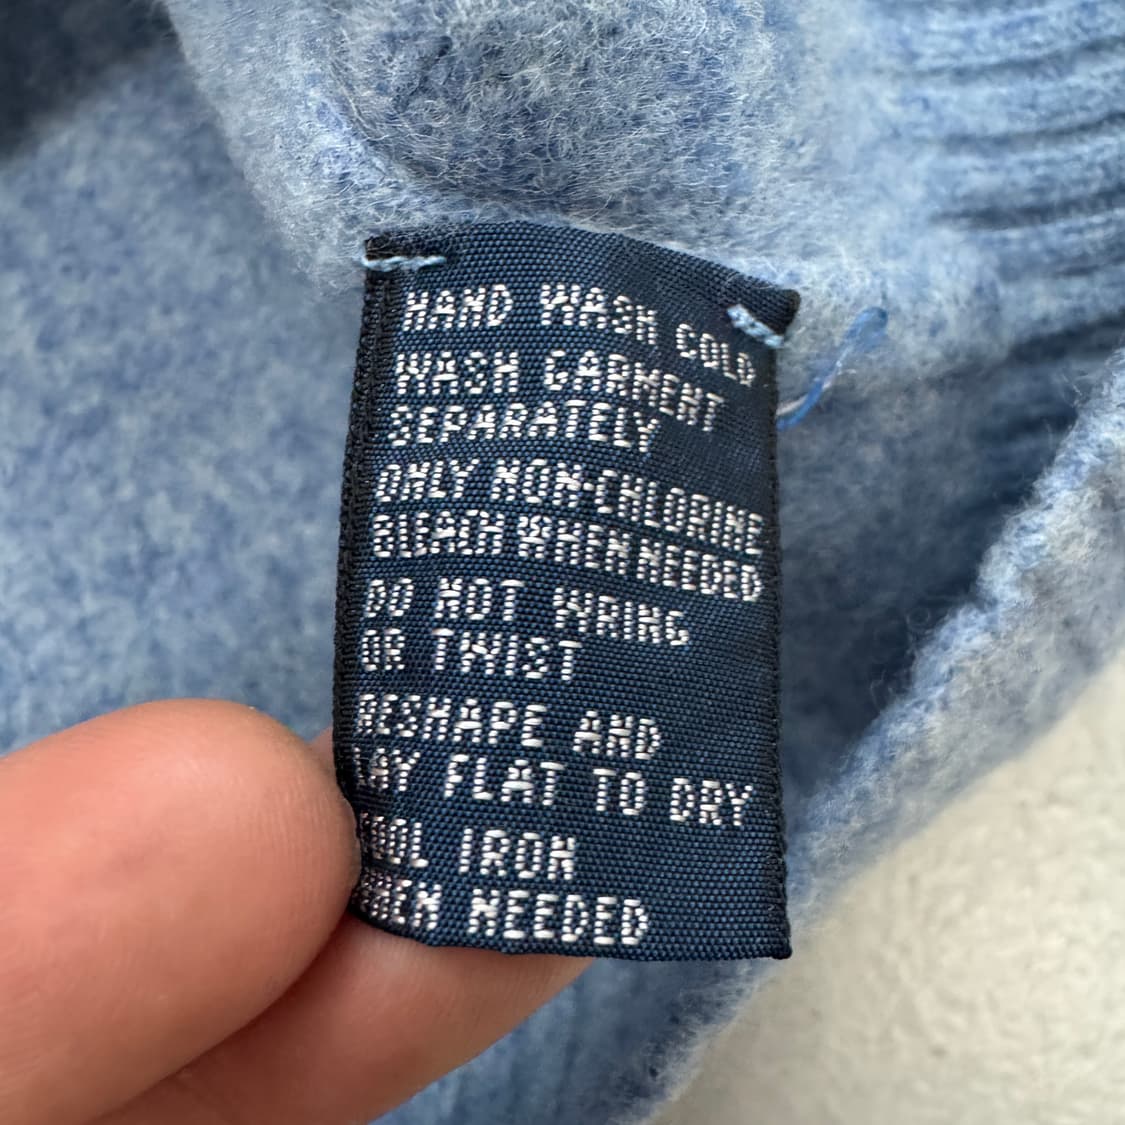 HAND WASH COLD
WASH GARMENT
SEPARATELY
ONLY NON-CHLORINE
BLEACH WHEN NEEDED
DO NOT WRING
OR TWIST
RESHAPE AND
LAY FLAT TO DRY
COOL IRON
WHEN NEEDED